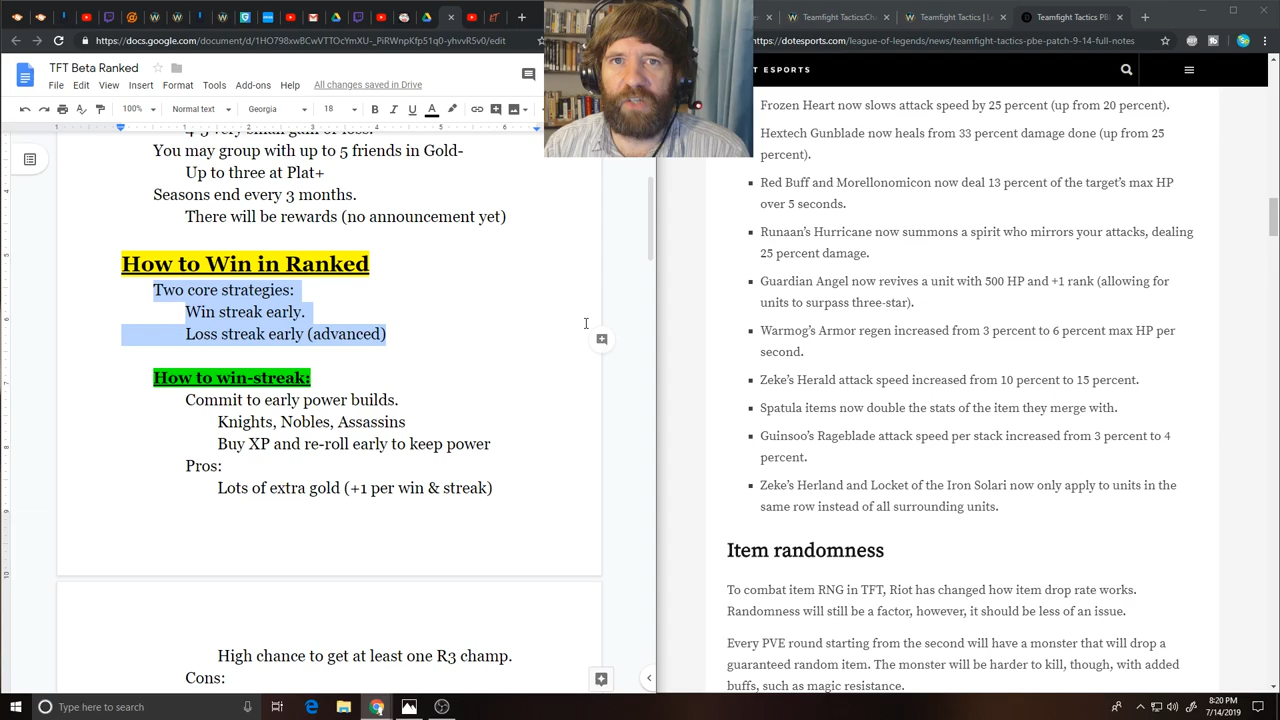 https://docs.google.com/document/d/1HO798xwBCwVTTOcYmXU-_PiRWnpKfp51q0-yhvvR5v0/edit
TFT Beta Ranked
File Edit View Insert Format Tools Add-ons Help All changes saved in Drive
100% Normal text Georgia 18
You may group with up to 5 friends in Gold-
Up to three at Plat+
Seasons end every 3 months.
There will be rewards (no announcement yet)
How to Win in Ranked
Two core strategies:
Win streak early.
Loss streak early (advanced)
How to win-streak:
Commit to early power builds.
Knights, Nobles, Assassins
Buy XP and re-roll early to keep power
Pros:
Lots of extra gold (+1 per win & streak)
High chance to get at least one R3 champ.
Cons:
Teamfight Tactics:Cha
Teamfight Tactics | L
Teamfight Tactics PBE
https://dotesports.com/league-of-legends/news/teamfight-tactics-pbe-patch-9-14-full-notes
T ESPORTS
Frozen Heart now slows attack speed by 25 percent (up from 20 percent).
Hextech Gunblade now heals from 33 percent damage done (up from 25
percent).
Red Buff and Morellonomicon now deal 13 percent of the target's max HP
over 5 seconds.
Runaan's Hurricane now summons a spirit who mirrors your attacks, dealing
25 percent damage.
Guardian Angel now revives a unit with 500 HP and +1 rank (allowing for
units to surpass three-star).
Warmog's Armor regen increased from 3 percent to 6 percent max HP per
second.
Zeke's Herald attack speed increased from 10 percent to 15 percent.
Spatula items now double the stats of the item they merge with.
Guinsoo's Rageblade attack speed per stack increased from 3 percent to 4
percent.
Zeke's Herland and Locket of the Iron Solari now only apply to units in the
same row instead of all surrounding units.
Item randomness
To combat item RNG in TFT, Riot has changed how item drop rate works.
Randomness will still be a factor, however, it should be less of an issue.
Every PVE round starting from the second will have a monster that will drop a
guaranteed random item. The monster will be harder to kill, though, with added
buffs, such as magic resistance.
Type here to search
8:20 PM
7/14/2019